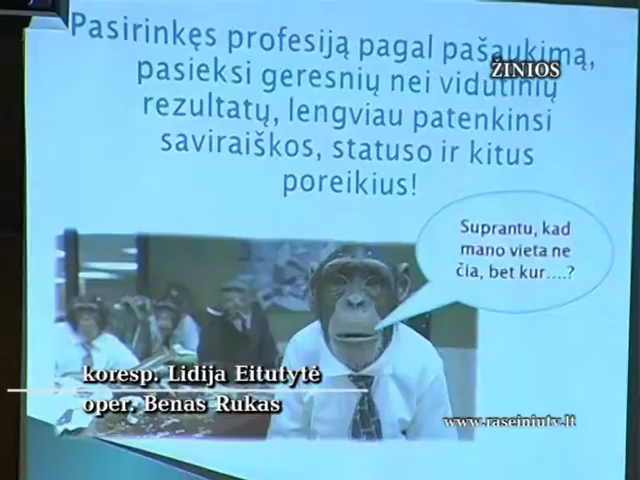 Pasirinkęs profesiją pagal pašaukimą,
ŽINIOS
pasieksi geresnių nei vidutinių
rezultatų, lengviau patenkinsi
saviraiškos, statuso ir kitus
poreikius!
Suprantu, kad
mano vieta ne
čia, bet kur....?
koresp. Lidija Eitutytė
oper. Benas Rukas
www.raseiniutv.lt